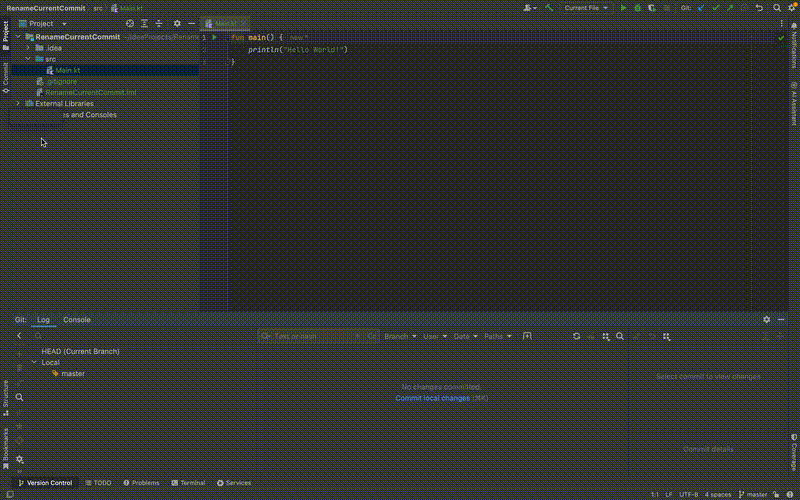 RenameCurrentCommit
src
Main.kt
Current File
Git:
Project
RenameCurrentCommit ~/IdeaProjects/Rename
.idea
src
Main.kt
.gitignore
RenameCurrentCommit.iml
External Libraries
es and Consoles
Main.kt
1 fun main() { new *
2 println("Hello World!")
3 }
Project
Commit
Structure
Bookmarks
Notifications
AI Assistant
Coverage
Git:
Log
Console
Text or hash
Cc
Branch
User
Date
Paths
HEAD (Current Branch)
Local
master
No changes committed.
Commit local changes (⌘K)
Select commit to view changes
Commit details
Version Control
TODO
Problems
Terminal
Services
1:1
LF
UTF-8
4 spaces
master